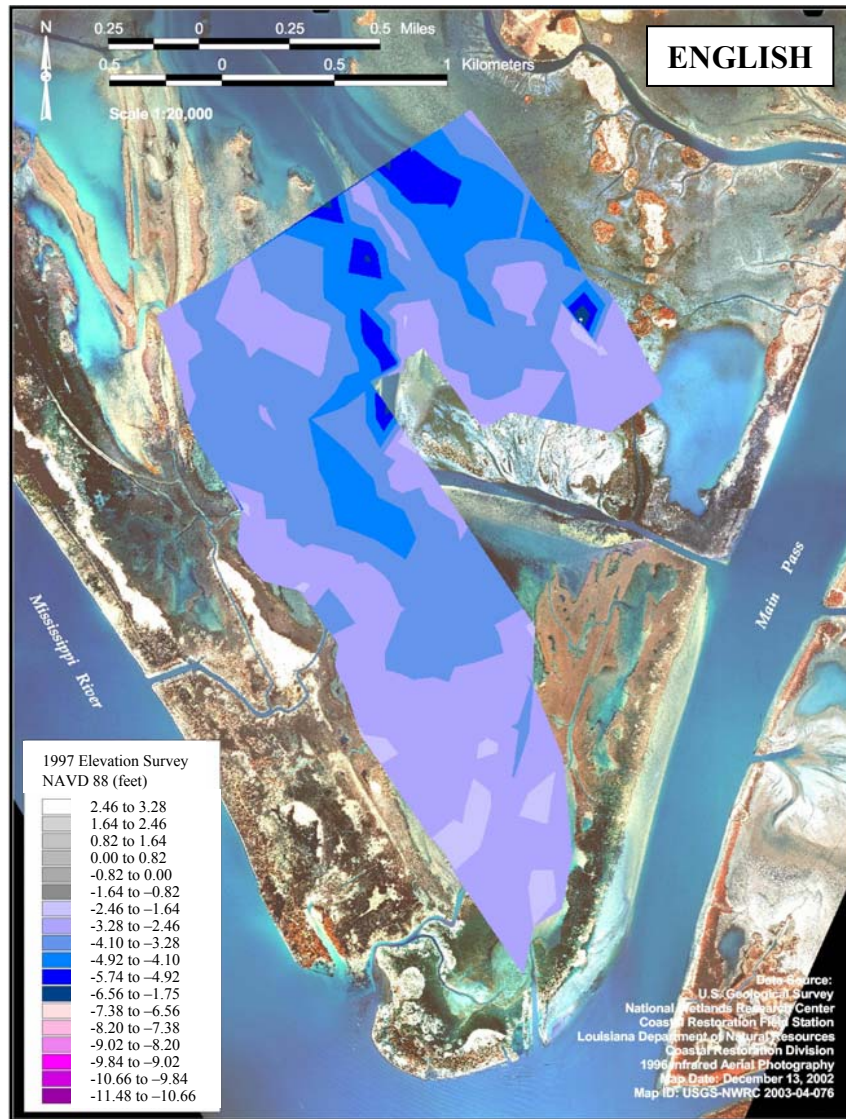 ENGLISH
N
0.25 0 0.25 0.5 Miles
0.5 0 0.5 1 Kilometers
Scale 1:20,000
Main Pass
Mississippi River
1997 Elevation Survey
NAVD 88 (feet)
2.46 to 3.28
1.64 to 2.46
0.82 to 1.64
0.00 to 0.82
-0.82 to 0.00
-1.64 to –0.82
-2.46 to –1.64
-3.28 to –2.46
-4.10 to –3.28
-4.92 to –4.10
-5.74 to –4.92
-6.56 to –1.75
-7.38 to –6.56
-8.20 to –7.38
-9.02 to –8.20
-9.84 to –9.02
-10.66 to –9.84
-11.48 to –10.66
Data Source:
U.S. Geological Survey
National Wetlands Research Center
Coastal Restoration Field Station
Louisiana Department of Natural Resources
Coastal Restoration Division
1996 Infrared Aerial Photography
Map Date: December 13, 2002
Map ID: USGS-NWRC 2003-04-076